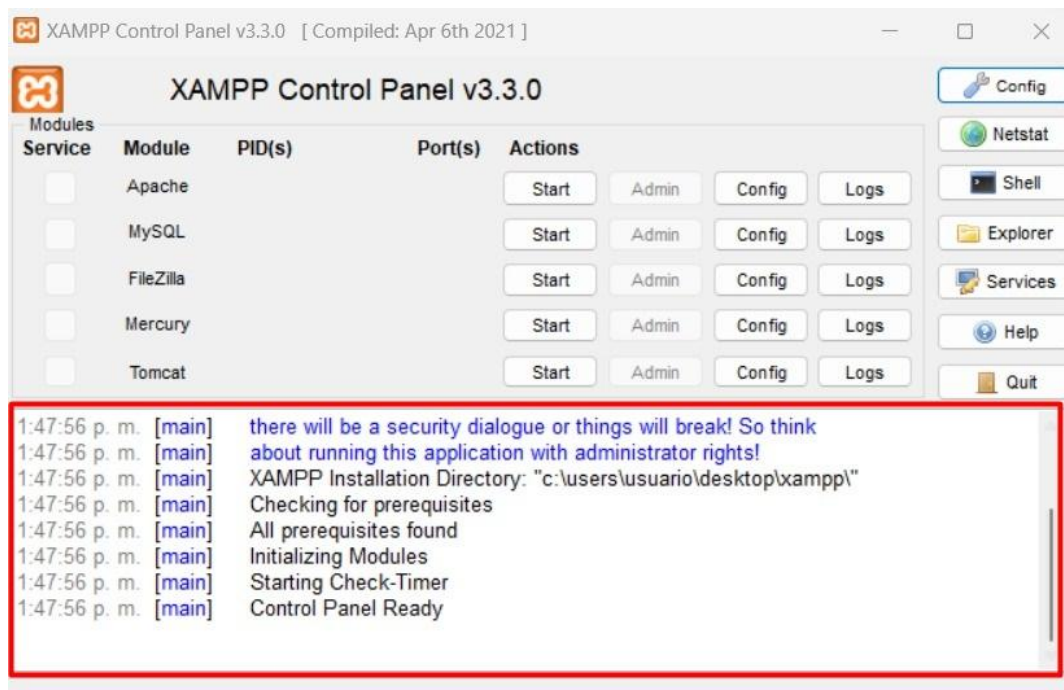 XAMPP Control Panel v3.3.0 [ Compiled: Apr 6th 2021 ]
XAMPP Control Panel v3.3.0
Config
Modules
Service Module PID(s) Port(s) Actions
Netstat
Apache Start Admin Config Logs
Shell
MySQL Start Admin Config Logs
Explorer
FileZilla Start Admin Config Logs
Services
Mercury Start Admin Config Logs
Help
Tomcat Start Admin Config Logs
Quit
1:47:56 p. m. [main] there will be a security dialogue or things will break! So think
1:47:56 p. m. [main] about running this application with administrator rights!
1:47:56 p. m. [main] XAMPP Installation Directory: "c:\users\usuario\desktop\xampp\"
1:47:56 p. m. [main] Checking for prerequisites
1:47:56 p. m. [main] All prerequisites found
1:47:56 p. m. [main] Initializing Modules
1:47:56 p. m. [main] Starting Check-Timer
1:47:56 p. m. [main] Control Panel Ready